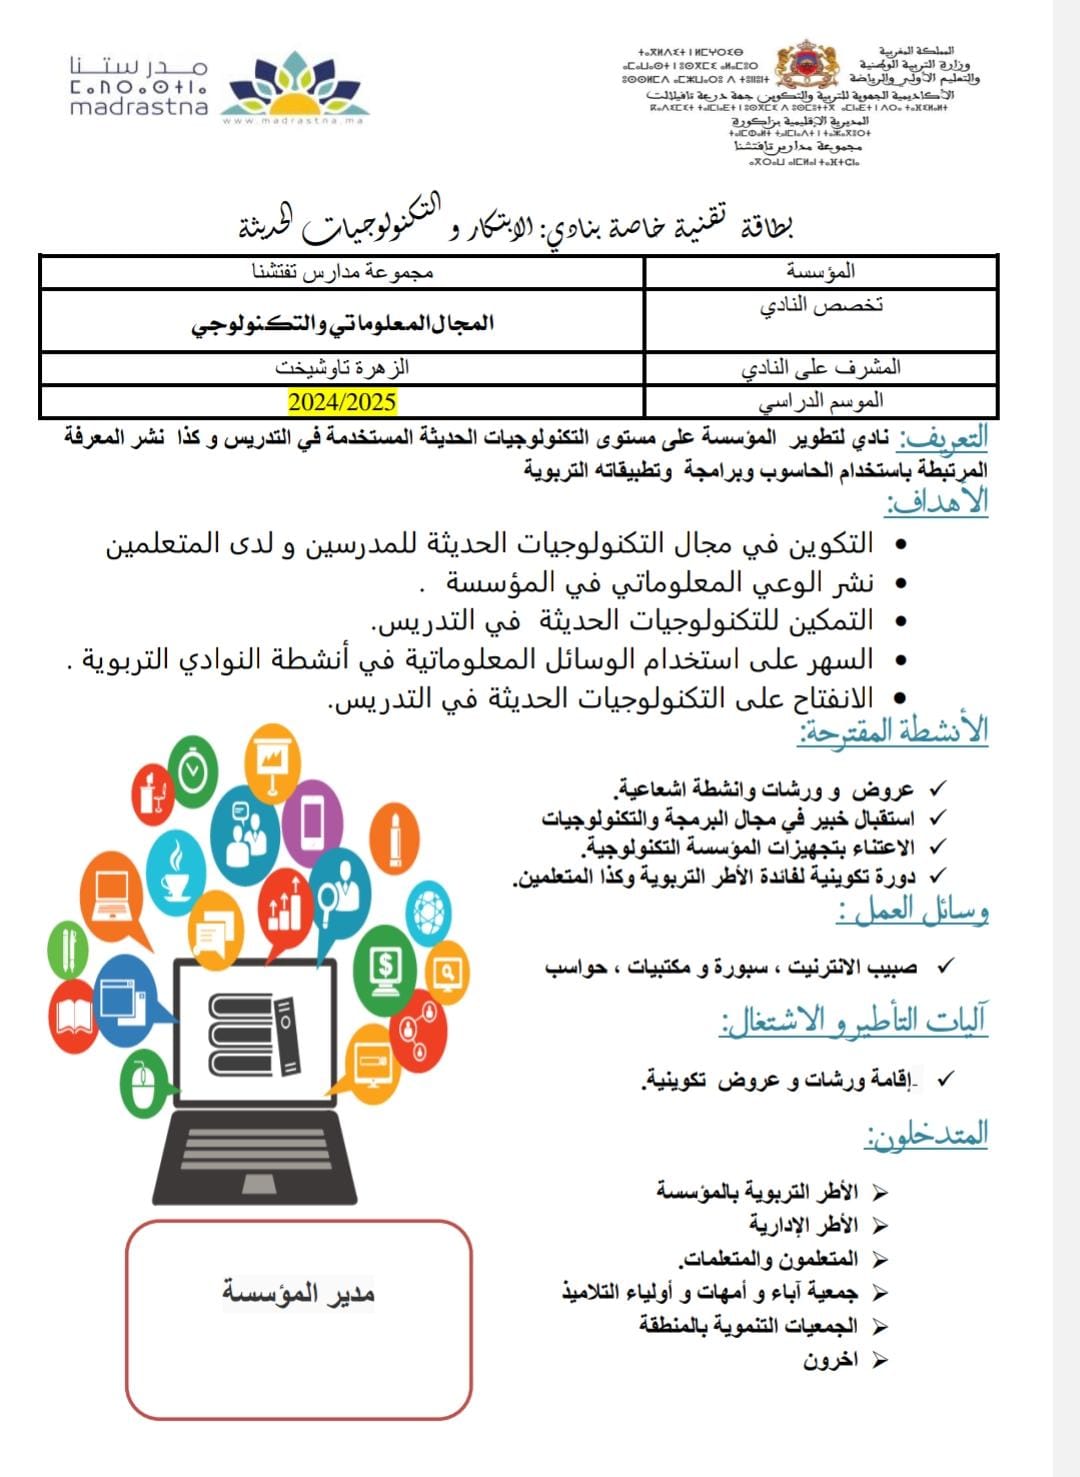 مدرستنا
ⵎⴰⴷⵔⴰⵙⵜⵏⴰ
madrastna
www.madrastna.ma
المملكة المغربية
وزارة التربية الوطنية
والتعليم الأولي والرياضة
الأكاديمية الجهوية للتربية والتكوين جهة درعة تافيلالت
المديرية الإقليمية بزاكورة
مجموعة مدارس تافتشنا
بطاقة تقنية خاصة بنادي: الابتكار و التكنولوجيات الحديثة
المؤسسة مجموعة مدارس تفتشنا
تخصص النادي المجال المعلوماتي والتكنولوجي
المشرف على النادي الزهرة تاوشيخت
الموسم الدراسي 2024/2025
التعريف: نادي لتطوير المؤسسة على مستوى التكنولوجيات الحديثة المستخدمة في التدريس و كذا نشر المعرفة
المرتبطة باستخدام الحاسوب وبرامجة وتطبيقاته التربوية
الأهداف:
• التكوين في مجال التكنولوجيات الحديثة للمدرسين و لدى المتعلمين
• نشر الوعي المعلوماتي في المؤسسة .
• التمكين للتكنولوجيات الحديثة في التدريس.
• السهر على استخدام الوسائل المعلوماتية في أنشطة النوادي التربوية .
• الانفتاح على التكنولوجيات الحديثة في التدريس.
الأنشطة المقترحة:
✓ عروض و ورشات وانشطة اشعاعية.
✓ استقبال خبير في مجال البرمجة والتكنولوجيات
✓ الاعتناء بتجهيزات المؤسسة التكنولوجية.
✓ دورة تكوينية لفائدة الأطر التربوية وكذا المتعلمين.
وسائل العمل :
✓ صبيب الانترنيت ، سبورة و مكتبيات ، حواسب
آليات التأطير و الاشتغال:
✓ -إقامة ورشات و عروض تكوينية.
المتدخلون:
➢ الأطر التربوية بالمؤسسة
➢ الأطر الإدارية
➢ المتعلمون والمتعلمات.
➢ جمعية آباء و أمهات و أولياء التلاميذ
➢ الجمعيات التنموية بالمنطقة
➢ اخرون
مدير المؤسسة